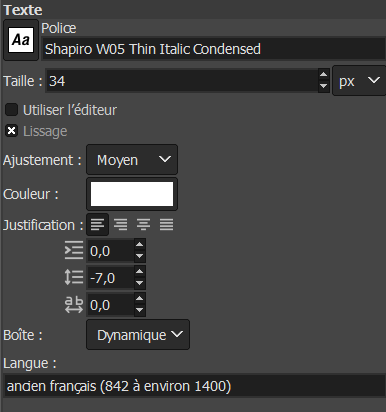 Texte
Police
Aa Shapiro W05 Thin Italic Condensed
Taille : 34 px
Utiliser l'éditeur
Lissage
Ajustement : Moyen
Couleur :
Justification :
0,0
-7,0
ab 0,0
Boîte : Dynamique
Langue :
ancien français (842 à environ 1400)